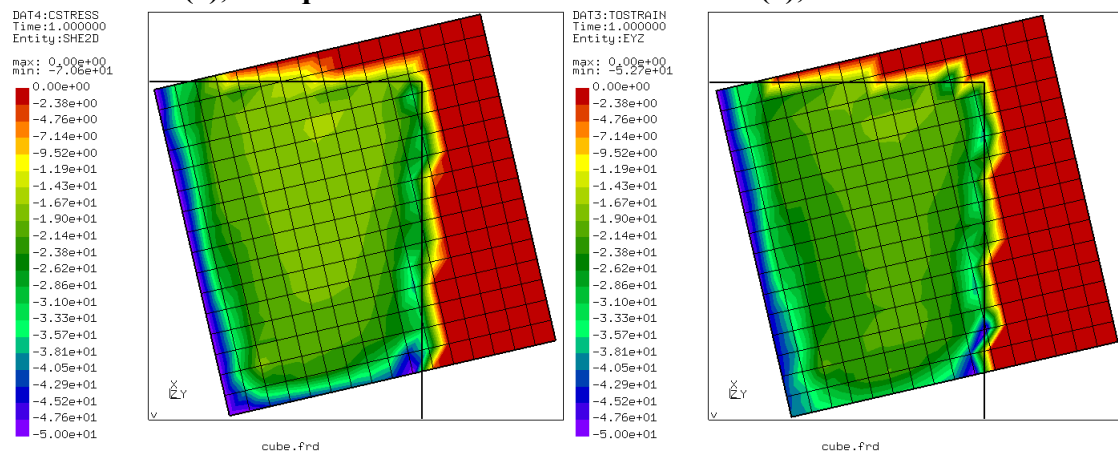 DAT4:CSTRESS
Time:1.000000
Entity:SHE2D
max: 0.00e+00
min: -7.06e+01
0.00e+00
-2.38e+00
-4.76e+00
-7.14e+00
-9.52e+00
-1.19e+01
-1.43e+01
-1.67e+01
-1.90e+01
-2.14e+01
-2.38e+01
-2.62e+01
-2.86e+01
-3.10e+01
-3.33e+01
-3.57e+01
-3.81e+01
-4.05e+01
-4.29e+01
-4.52e+01
-4.76e+01
-5.00e+01
X
Z Y
cube.frd
DAT3:TOSTRAIN
Time:1.000000
Entity:EYZ
max: 0.00e+00
min: -5.27e+01
0.00e+00
-2.38e+00
-4.76e+00
-7.14e+00
-9.52e+00
-1.19e+01
-1.43e+01
-1.67e+01
-1.90e+01
-2.14e+01
-2.38e+01
-2.62e+01
-2.86e+01
-3.10e+01
-3.33e+01
-3.57e+01
-3.81e+01
-4.05e+01
-4.29e+01
-4.52e+01
-4.76e+01
-5.00e+01
X
Z Y
cube.frd